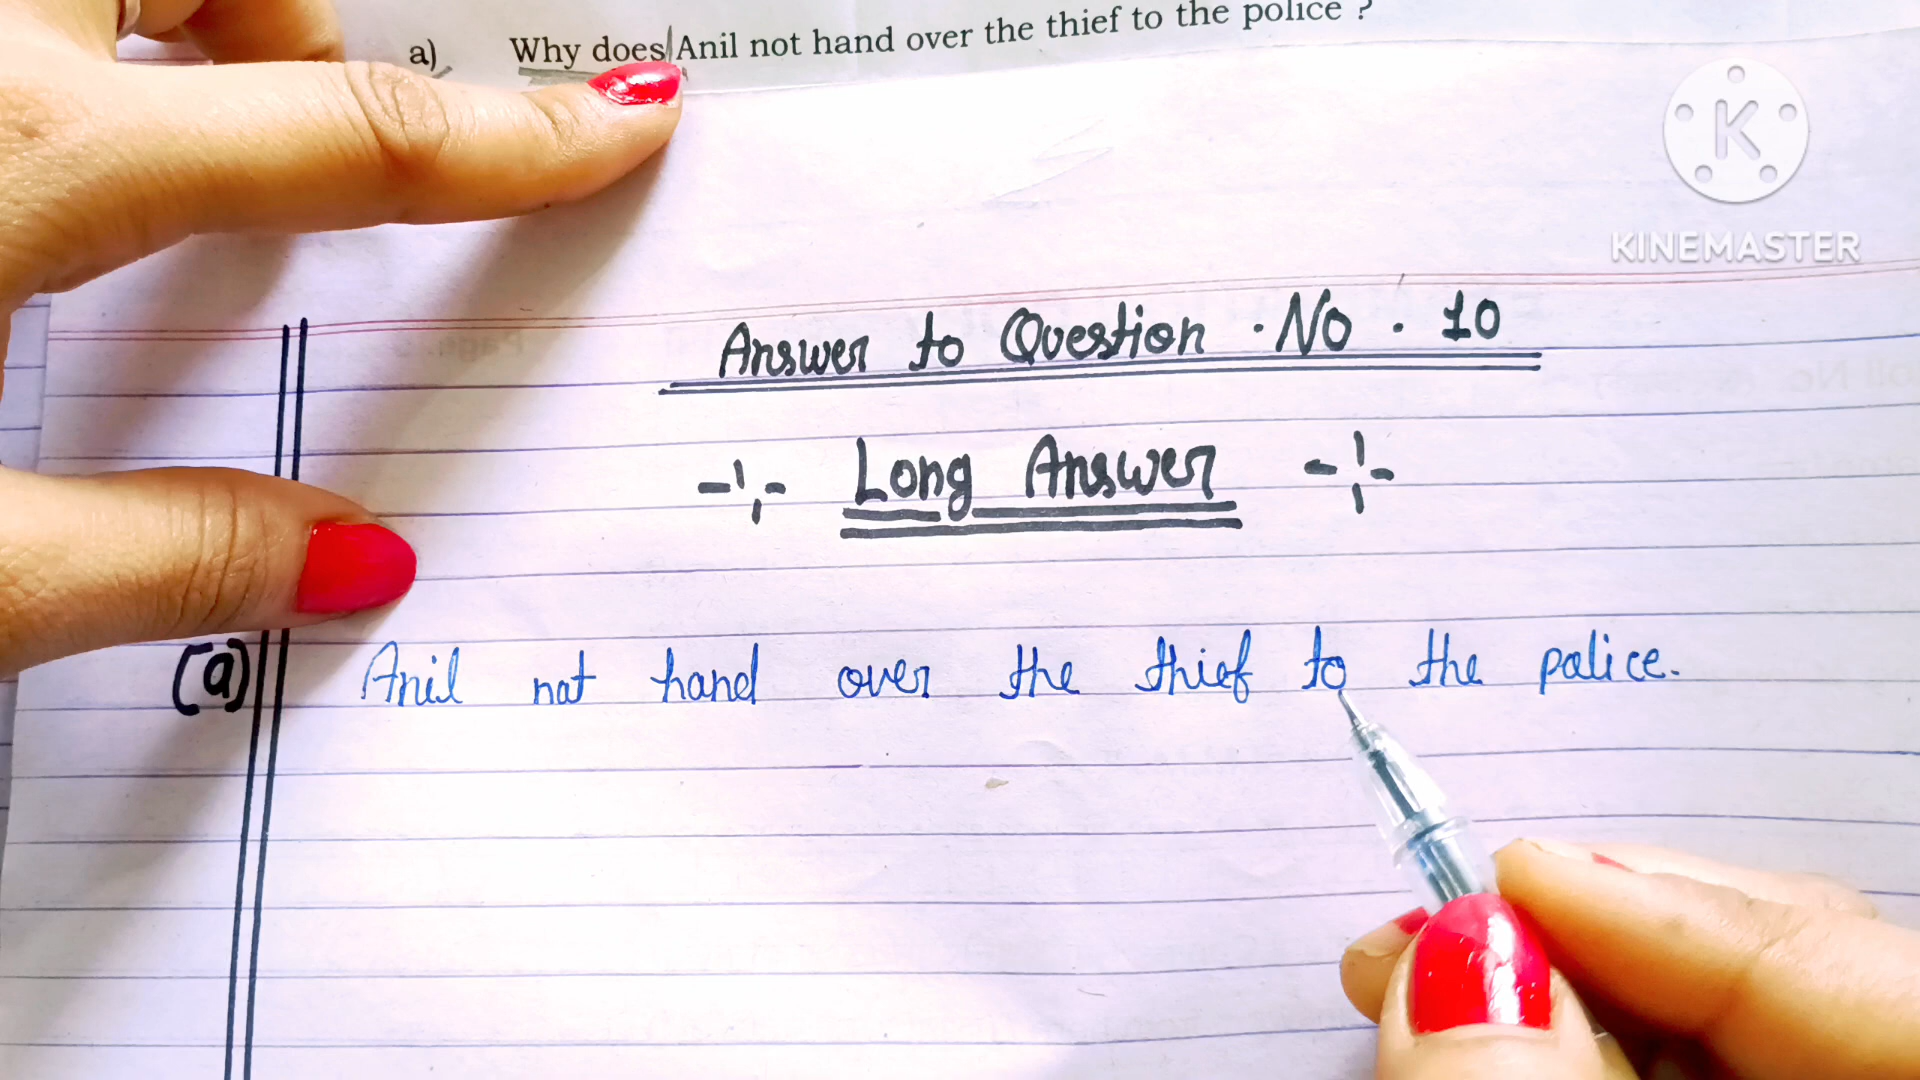 a) Why does Anil not hand over the thief to the police ?
K
KINEMASTER
Answer to Question . No . 10
Long Answer
(a) Anil not hand over the thief to the police.